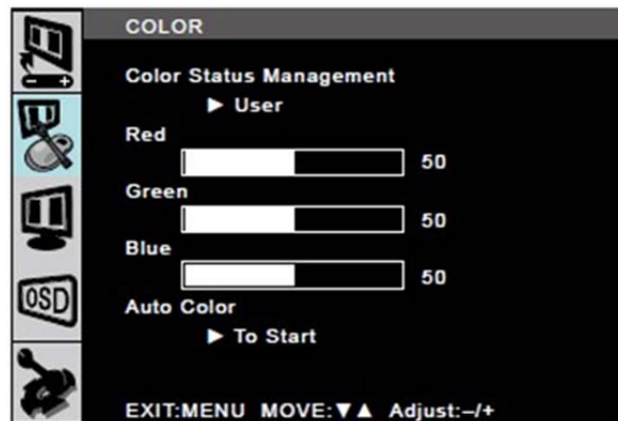 COLOR
Color Status Management
▶ User
Red
50
Green
50
Blue
50
OSD
Auto Color
▶ To Start
EXIT:MENU MOVE:▼▲ Adjust:–/+